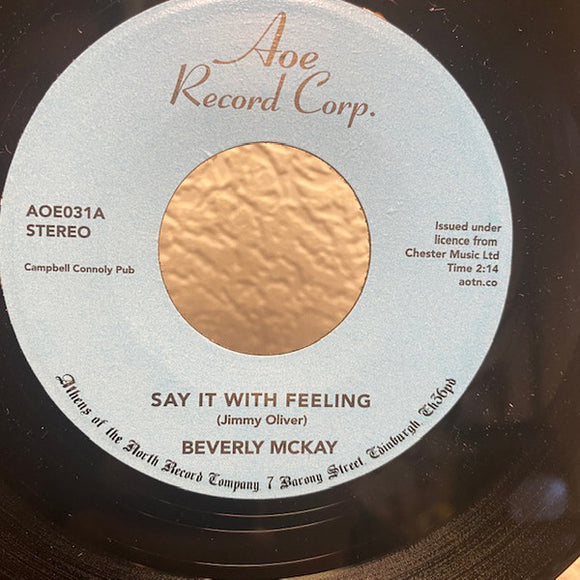 Aoe
Record Corp.
AOE031A
STEREO
Campbell Connoly Pub
Issued under
licence from
Chester Music Ltd
Time 2:14
aotn.co
SAY IT WITH FEELING
(Jimmy Oliver)
BEVERLY MCKAY
Athens of the North Record Company 7 Barony Street Edinburgh Eh36pd